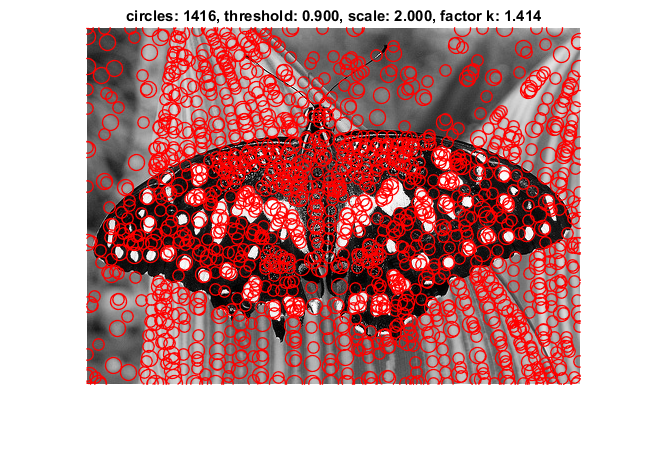 circles: 1416, threshold: 0.900, scale: 2.000, factor k: 1.414